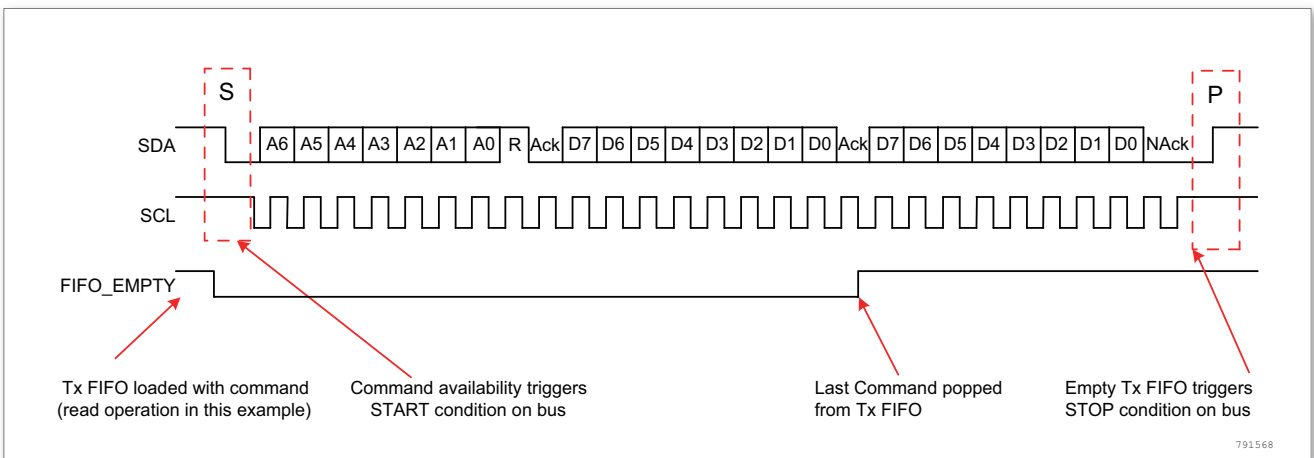 S P
SDA A6 A5 A4 A3 A2 A1 A0 R Ack D7 D6 D5 D4 D3 D2 D1 D0 Ack D7 D6 D5 D4 D3 D2 D1 D0 NAck
SCL
FIFO_EMPTY
Tx FIFO loaded with command
(read operation in this example)
Command availability triggers
START condition on bus
Last Command popped
from Tx FIFO
Empty Tx FIFO triggers
STOP condition on bus
791568